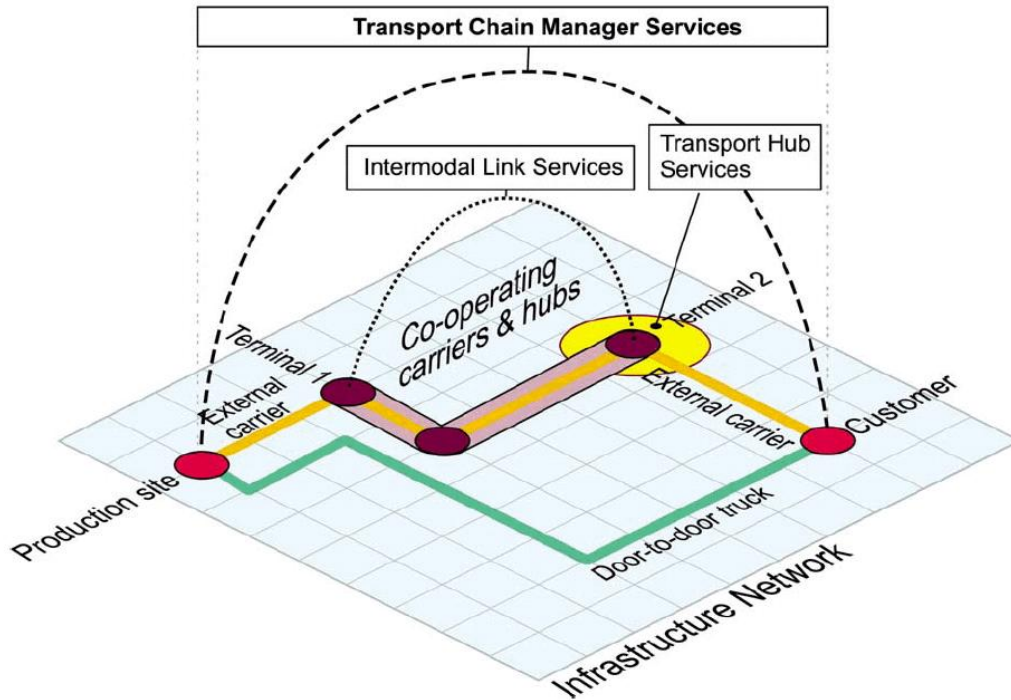 Transport Chain Manager Services
Transport Hub
Services
Intermodal Link Services
Co-operating
carriers & hubs
Terminal 2
Terminal 1
External
carrier
External carrier
Customer
Production site
Door-to-door truck
Infrastructure Network